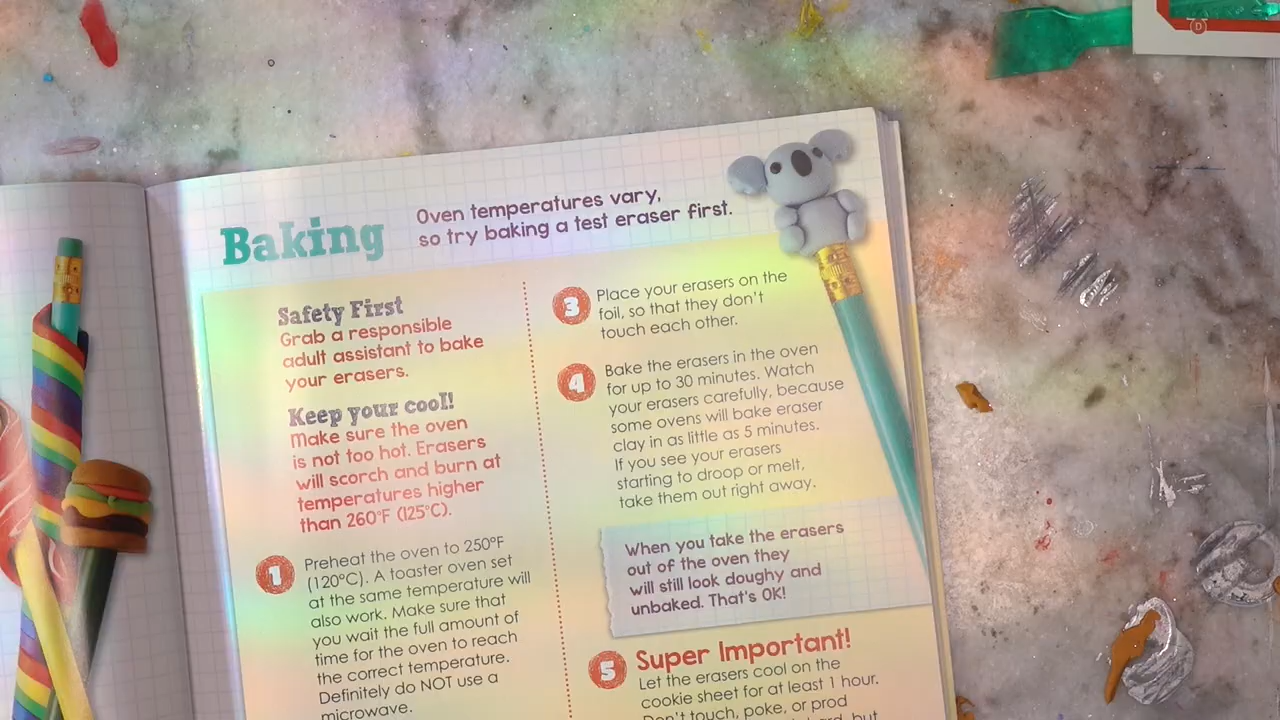 Baking
Oven temperatures vary,
so try baking a test eraser first.
Safety First
Grab a responsible
adult assistant to bake
your erasers.
Keep your cool!
Make sure the oven
is not too hot. Erasers
will scorch and burn at
temperatures higher
than 260°F (125°C).
1
Preheat the oven to 250°F
(120°C). A toaster oven set
at the same temperature will
also work. Make sure that
you wait the full amount of
time for the oven to reach
the correct temperature.
Definitely do NOT use a
microwave.
3
Place your erasers on the
foil, so that they don't
touch each other.
4
Bake the erasers in the oven
for up to 30 minutes. Watch
your erasers carefully, because
some ovens will bake eraser
clay in as little as 5 minutes.
If you see your erasers
starting to droop or melt,
take them out right away.
When you take the erasers
out of the oven they
will still look doughy and
unbaked. That's OK!
5
Super Important!
Let the erasers cool on the
cookie sheet for at least 1 hour.
Don't touch, poke, or prod
but